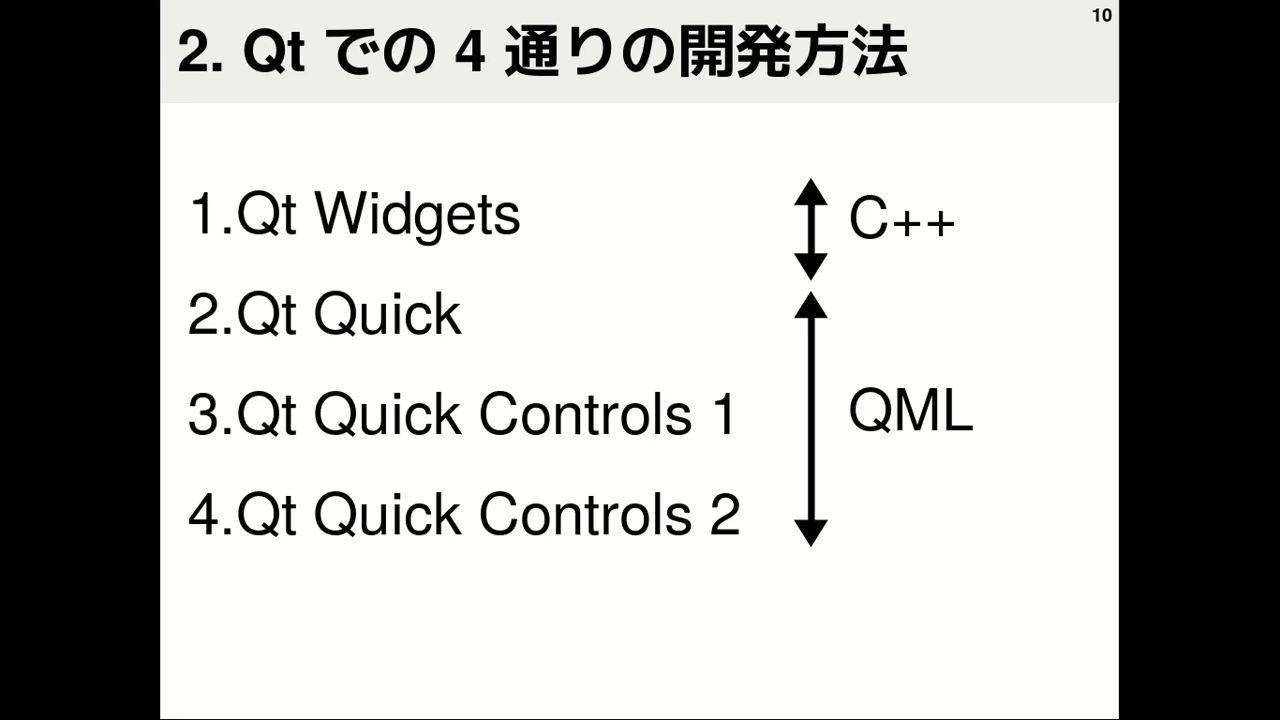 10
2. Qt での 4 通りの開発方法
1.Qt Widgets
C++
2.Qt Quick
3.Qt Quick Controls 1
QML
4.Qt Quick Controls 2